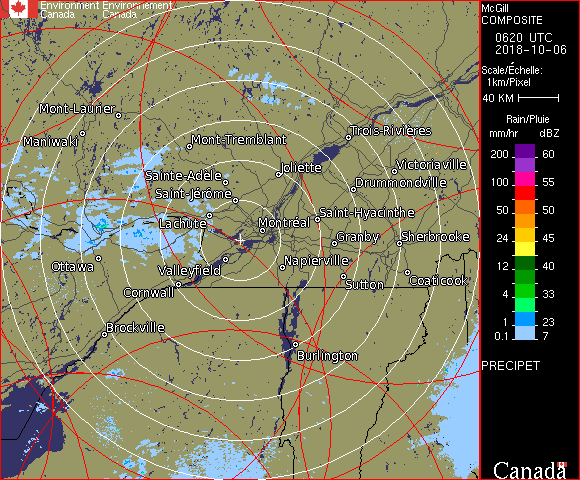 Environment Environnement
Canada Canada
McGill
COMPOSITE
0620 UTC
2018-10-06
Scale/Échelle:
1km/Pixel
40 KM
Rain/Pluie
mm/hr dBZ
200 60
150 57
100 55
50 50
24 45
12 40
4 33
1 23
0.1 7
PRECIPET
Canada
Mont-Laurier
Maniwaki
Mont-Tremblant
Trois-Rivières
Joliette
Victoriaville
Sainte-Adèle
Drummondville
Saint-Jérôme
Lachute
Montréal
Saint-Hyacinthe
Granby
Sherbrooke
Ottawa
Valleyfield
Napierville
Sutton
Coaticook
Cornwall
Brockville
Burlington